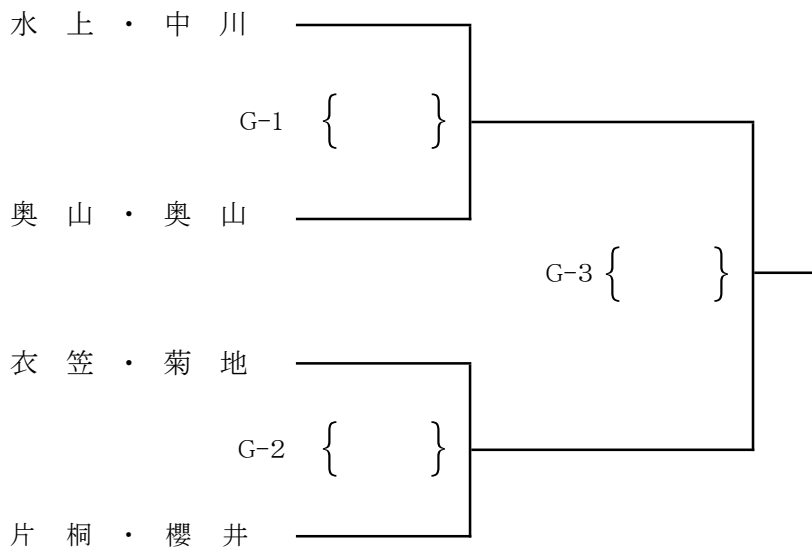 水上・中川
G-1 { }
奥山・奥山
G-3 { }
衣笠・菊地
G-2 { }
片桐・櫻井